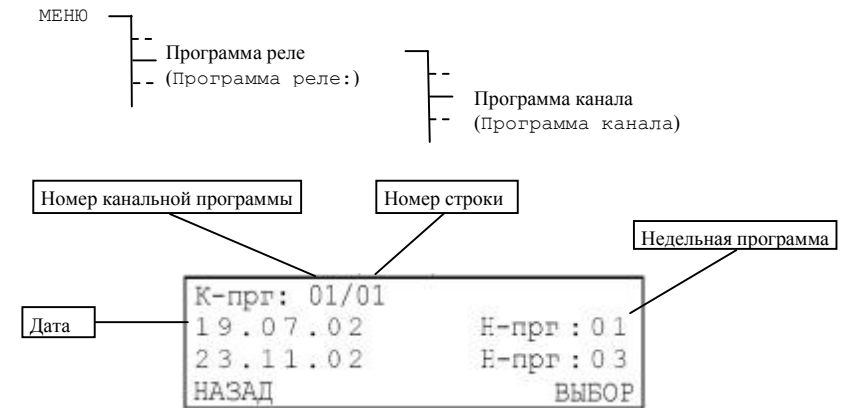 МЕНЮ
Программа реле
(Программа реле:)
Программа канала
(Программа канала)
Номер канальной программы
Номер строки
Недельная программа
Дата
К-прг: 01/01
19.07.02 Н-прг:01
23.11.02 Н-прг:03
НАЗАД ВЫБОР